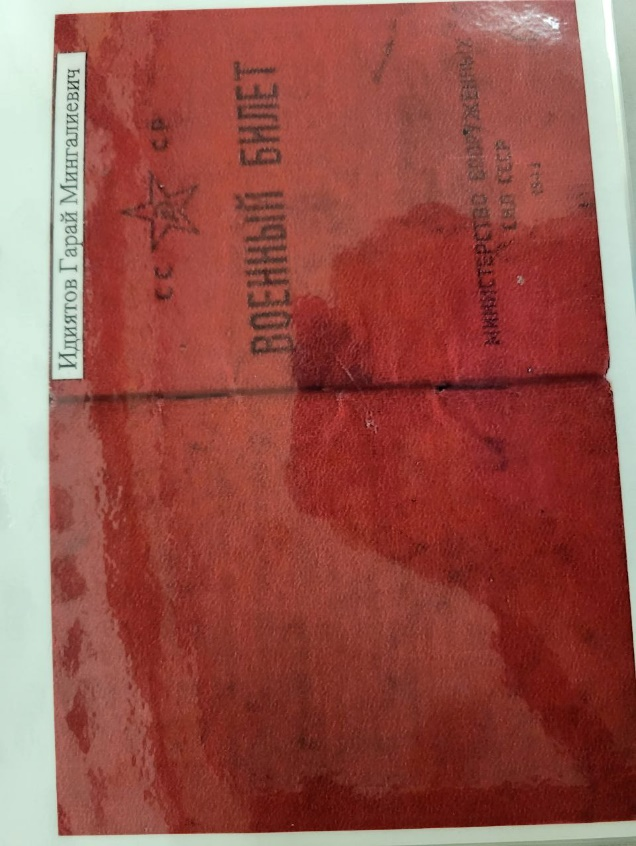 Идиятов Гарай Мингалиевич
СС СР
ВОЕННЫЙ БИЛЕТ
МИНИСТЕРСТВО ВООРУЖЕННЫХ
СИЛ СССР